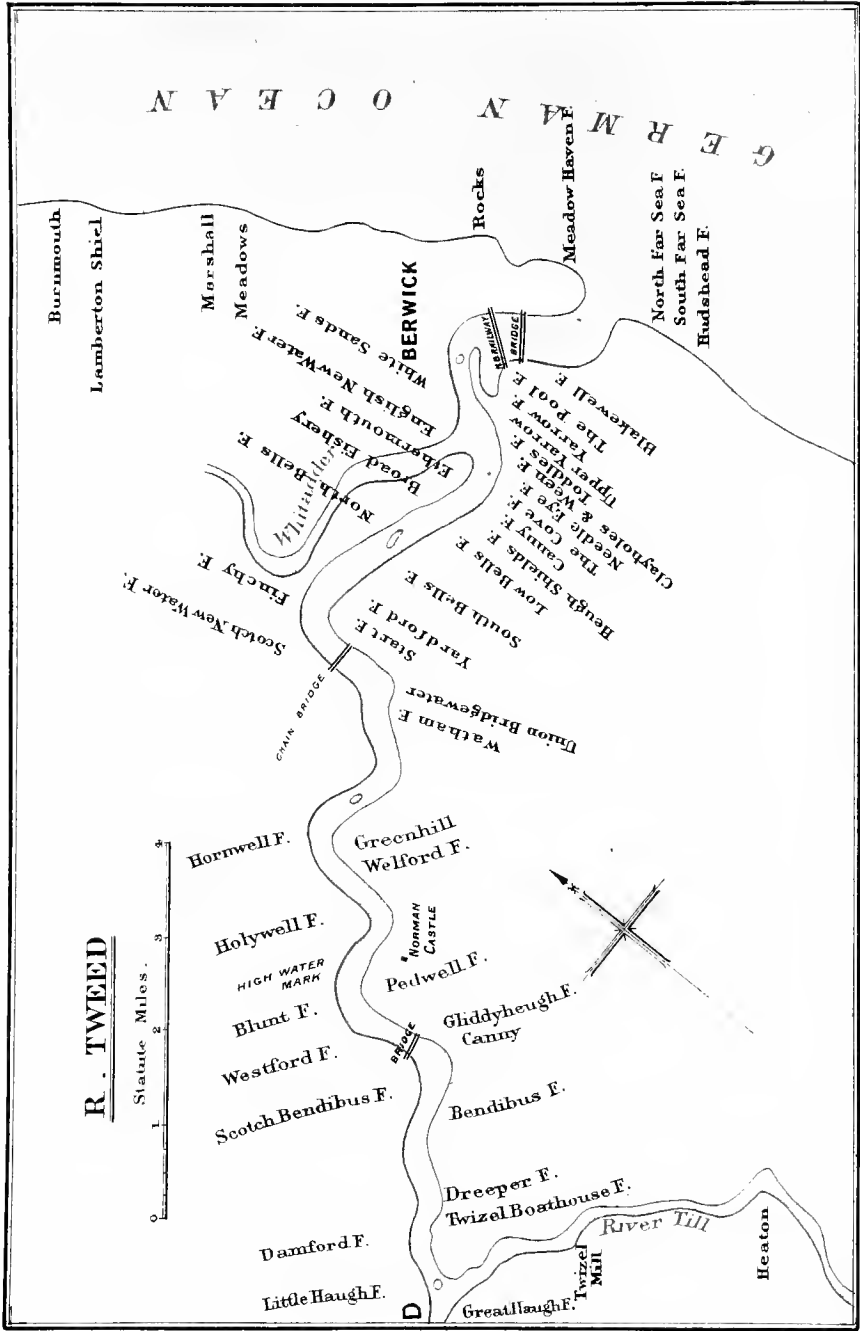 R. TWEED
Statute Miles.
0 1 2 3 4
GERMAN OCEAN
Burnmouth
Lamberton Shiel
Marshall
Meadows
BERWICK
Rocks
Meadow Haven F.
North Far Sea F
South Far Sea F.
Hudshead F.
N.B.RAILWAY
BRIDGE
White Sands F.
English New Water F.
Ethermouth F.
Broad Fishery
North Bells F.
Whitadder
Finchy F.
Scotch New Water F.
CHAIN BRIDGE
Blakewell F.
The Pool F.
Yarrow F.
Upper Yarrow
Toddles F.
Clayholes & Ween F.
Needle Eye F.
The Cove F.
Canny F.
Heugh Shields F.
Low Bells F.
South Bells F.
Yardford F.
Start F.
Union Bridgewater
Watham F.
Hornwell F.
Greenhill
Welford F.
Holywell F.
NORMAN
CASTLE
HIGH WATER
MARK
Pedwell F.
Blunt F.
Gliddyheugh F.
Canny
BRIDGE
Westford F.
Scotch Bendibus F.
Bendibus F.
Dreeper F.
Twizel Boathouse F.
River Till
Damford F.
Little Haugh F.
D
Great Haugh F.
Twizel
Mill
Heaton